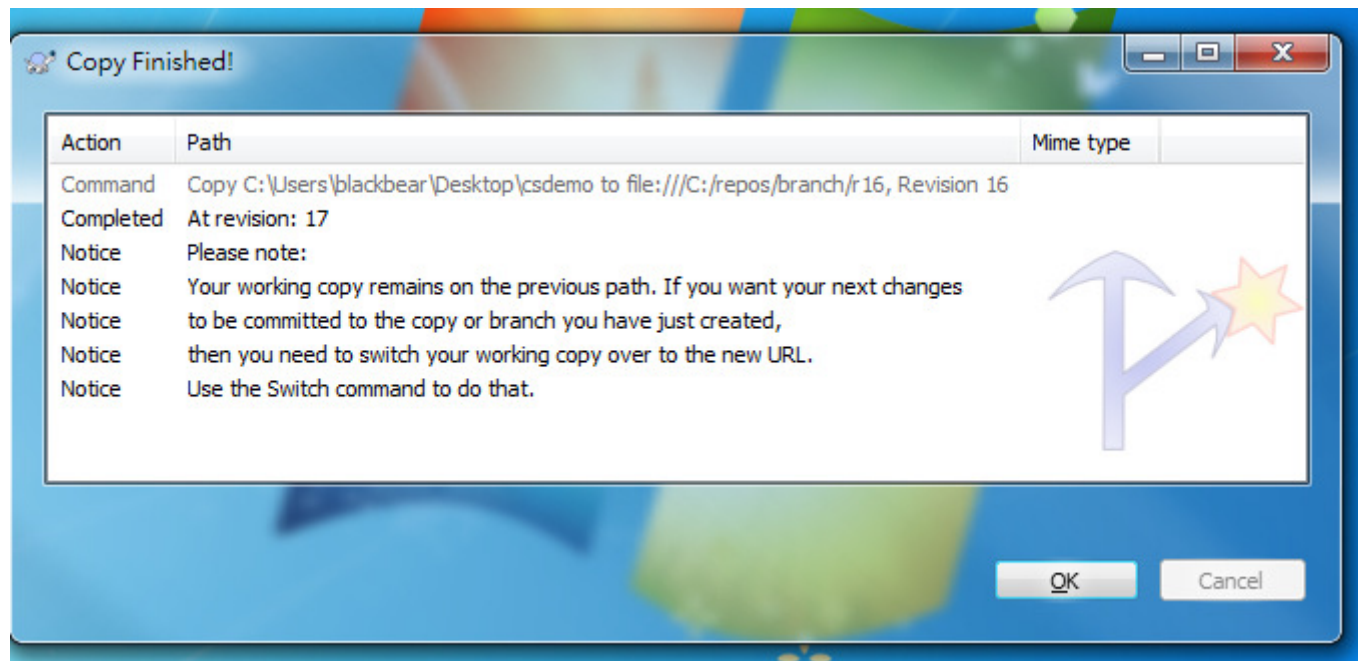 Copy Finished!
Action Path Mime type
Command Copy C:\Users\blackbear\Desktop\csdemo to file:///C:/repos/branch/r16, Revision 16
Completed At revision: 17
Notice Please note:
Notice Your working copy remains on the previous path. If you want your next changes
Notice to be committed to the copy or branch you have just created,
Notice then you need to switch your working copy over to the new URL.
Notice Use the Switch command to do that.
OK Cancel